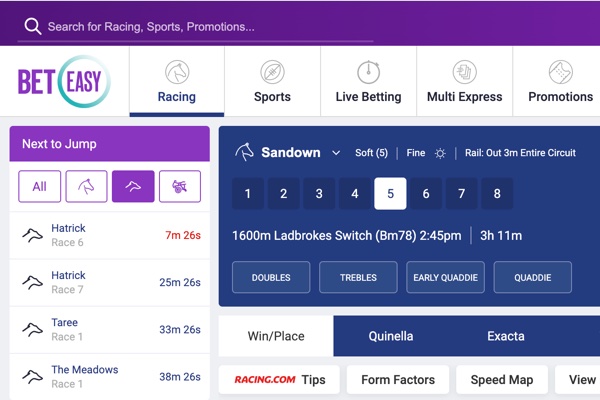 Search for Racing, Sports, Promotions...
BET EASY
Racing
Sports
Live Betting
Multi Express
Promotions
Next to Jump
All
Hatrick
Race 6
7m 26s
Hatrick
Race 7
25m 26s
Taree
Race 1
33m 26s
The Meadows
Race 1
38m 26s
Sandown
Soft (5)
Fine
Rail: Out 3m Entire Circuit
1 2 3 4 5 6 7 8
1600m Ladbrokes Switch (Bm78) 2:45pm
3h 11m
DOUBLES
TREBLES
EARLY QUADDIE
QUADDIE
Win/Place
Quinella
Exacta
RACING.COM Tips
Form Factors
Speed Map
View